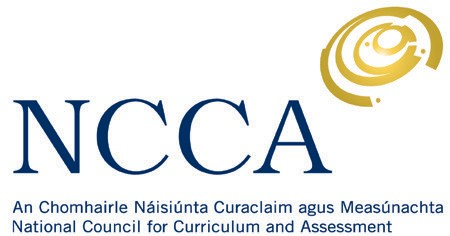 NCCA
An Chomhairle Náisiúnta Curaclaim agus Measúnachta
National Council for Curriculum and Assessment